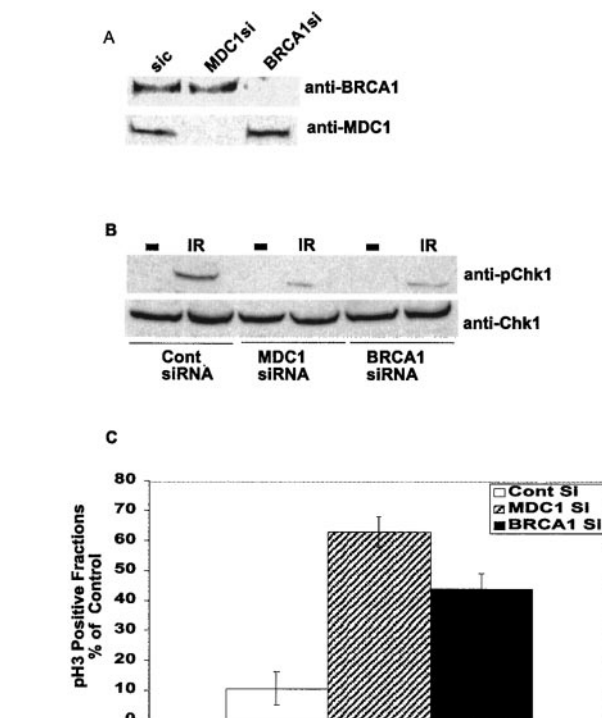 A
sic MDC1si BRCA1si
anti-BRCA1
anti-MDC1
B
- IR - IR - IR
anti-pChk1
anti-Chk1
Cont siRNA
MDC1 siRNA
BRCA1 siRNA
C
80
70
60
50
40
30
20
10
0
pH3 Positive Fractions
% of Control
Cont Si
MDC1 Si
BRCA1 Si